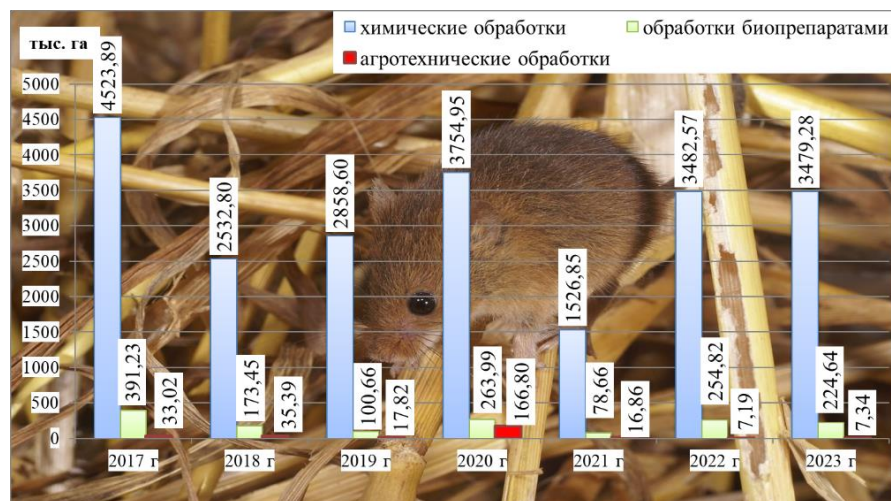 химические обработки
обработки биопрепаратами
агротехнические обработки
тыс. га
5000
4500
4000
3500
3000
2500
2000
1500
1000
500
0
4523,89
391,23
33,02
2532,80
173,45
35,39
2858,60
100,66
17,82
3754,95
263,99
166,80
1526,85
78,66
16,86
3482,57
254,82
7,19
3479,28
224,64
7,34
2017 г
2018 г
2019 г
2020 г
2021 г
2022 г
2023 г